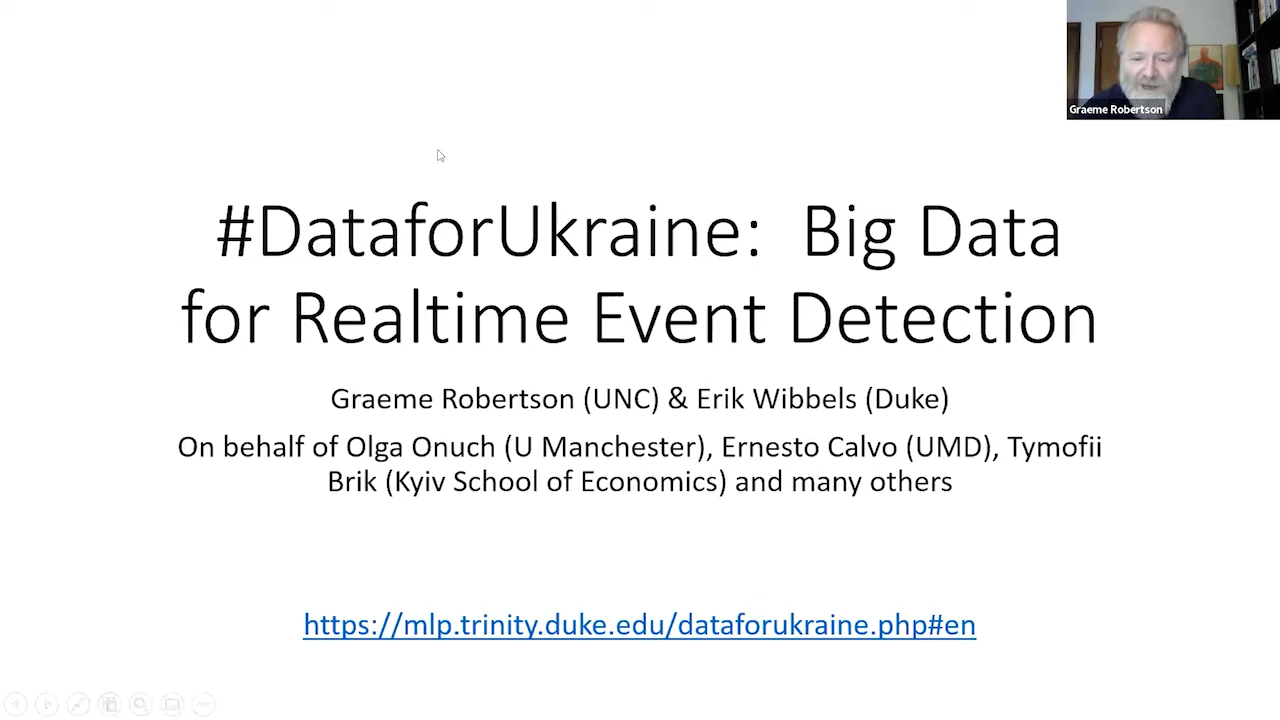 Graeme Robertson
#DataforUkraine: Big Data
for Realtime Event Detection
Graeme Robertson (UNC) & Erik Wibbels (Duke)
On behalf of Olga Onuch (U Manchester), Ernesto Calvo (UMD), Tymofii
Brik (Kyiv School of Economics) and many others
https://mlp.trinity.duke.edu/dataforukraine.php#en